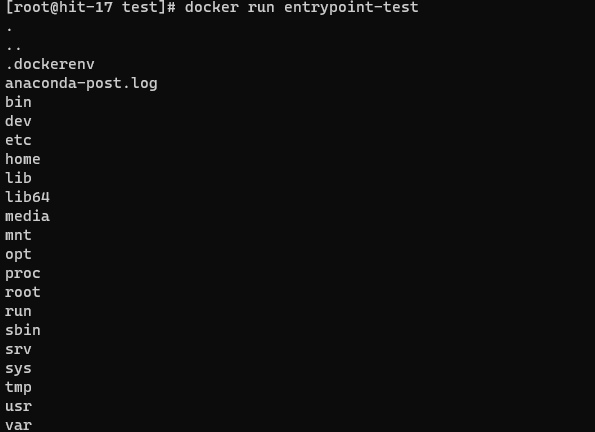 [root@hit-17 test]# docker run entrypoint-test
.
..
.dockerenv
anaconda-post.log
bin
dev
etc
home
lib
lib64
media
mnt
opt
proc
root
run
sbin
srv
sys
tmp
usr
var